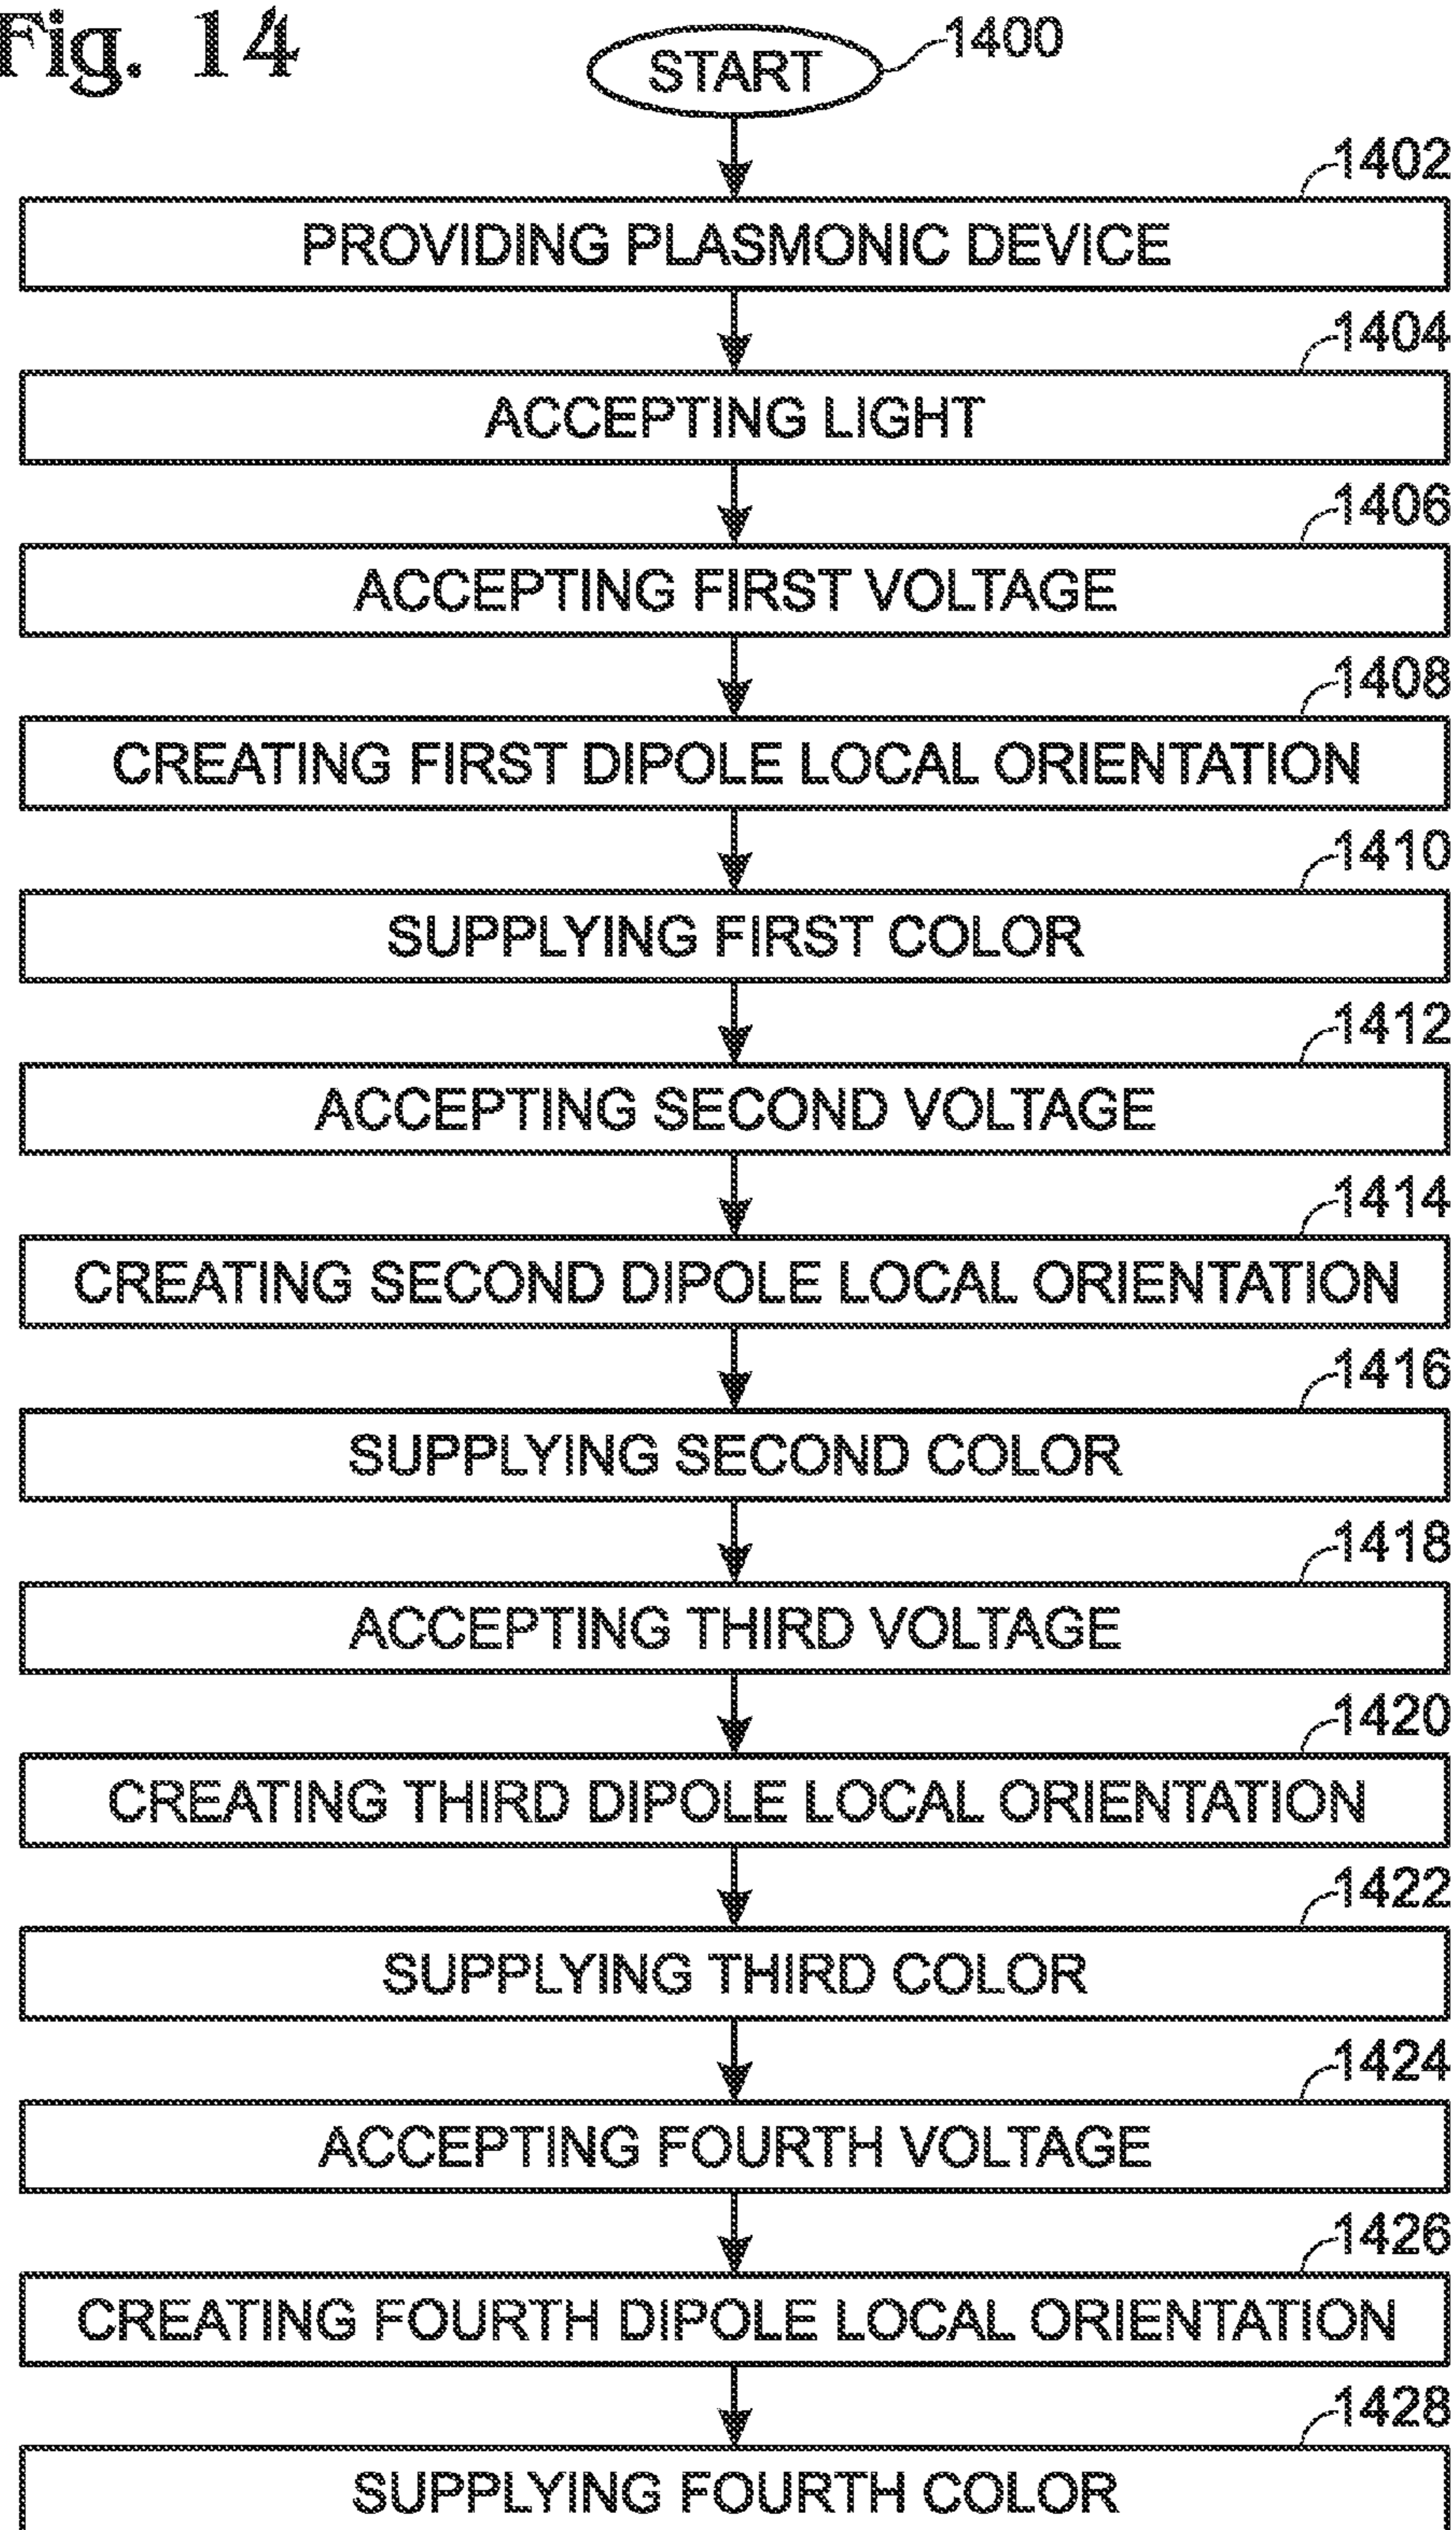 Fig. 14
START
1400
1402
PROVIDING PLASMONIC DEVICE
1404
ACCEPTING LIGHT
1406
ACCEPTING FIRST VOLTAGE
1408
CREATING FIRST DIPOLE LOCAL ORIENTATION
1410
SUPPLYING FIRST COLOR
1412
ACCEPTING SECOND VOLTAGE
1414
CREATING SECOND DIPOLE LOCAL ORIENTATION
1416
SUPPLYING SECOND COLOR
1418
ACCEPTING THIRD VOLTAGE
1420
CREATING THIRD DIPOLE LOCAL ORIENTATION
1422
SUPPLYING THIRD COLOR
1424
ACCEPTING FOURTH VOLTAGE
1426
CREATING FOURTH DIPOLE LOCAL ORIENTATION
1428
SUPPLYING FOURTH COLOR